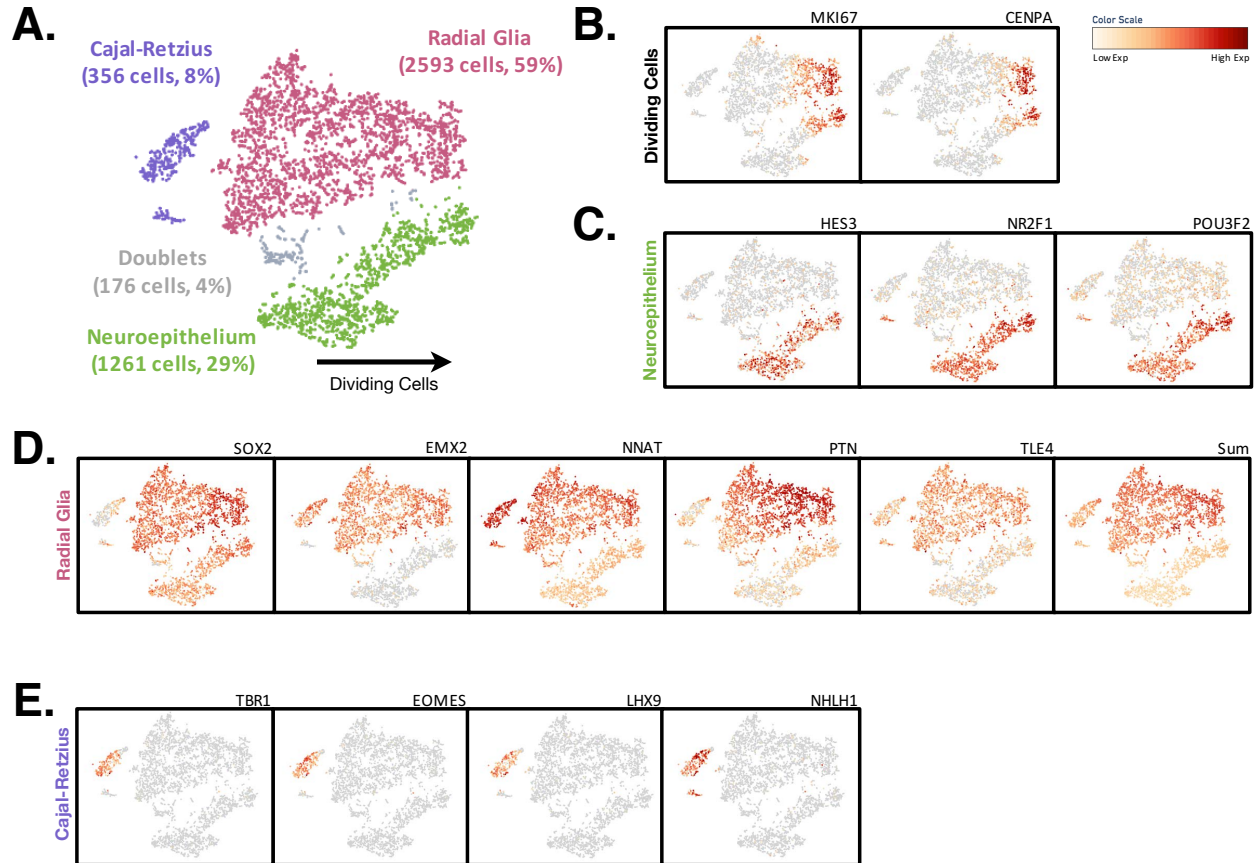 A.
Cajal-Retzius
(356 cells, 8%)
Radial Glia
(2593 cells, 59%)
Doublets
(176 cells, 4%)
Neuroepithelium
(1261 cells, 29%)
Dividing Cells
B.
MKI67
CENPA
Dividing Cells
Color Scale
Low Exp
High Exp
C.
HES3
NR2F1
POU3F2
Neuroepithelium
D.
SOX2
EMX2
NNAT
PTN
TLE4
Sum
Radial Glia
E.
TBR1
EOMES
LHX9
NHLH1
Cajal-Retzius